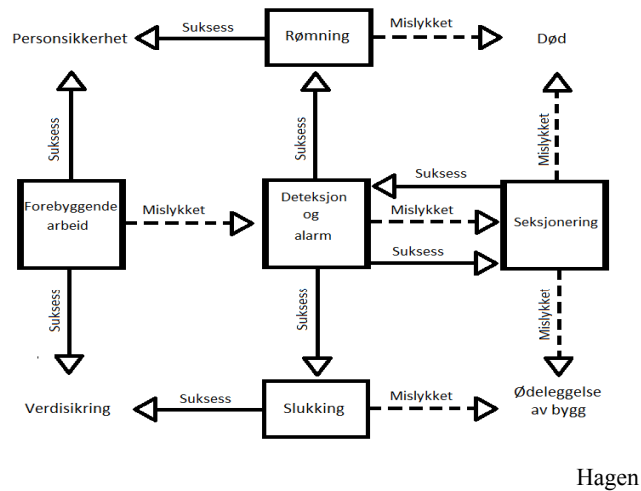 Personsikkerhet
Suksess
Rømning
Mislykket
Død
Suksess
Suksess
Mislykket
Forebyggende
arbeid
Mislykket
Deteksjon
og
alarm
Suksess
Mislykket
Suksess
Seksjonering
Suksess
Suksess
Mislykket
Verdisikring
Suksess
Slukking
Mislykket
Ødeleggelse
av bygg
Hagen